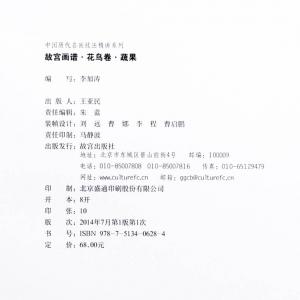 中国历代名画技法精讲系列
故宫画谱·花鸟卷·蔬果
编 写：李旭涛
出 版 人：王亚民
责任编辑：朱蓝
装帧设计：刘 远 曹 娜 李 程 曹启鹏
责任印制：马静波
出版发行：故宫出版社
地址：北京市东城区景山前街4号 邮编：100009
电话：010-85007808 010-85007816 传真：010-65129479
网址：www.culturefc.cn 邮箱：ggcb@culturefc.cn
印 制：北京盛通印刷股份有限公司
开 本：8开
印 张：10
版 次：2014年7月第1版第1次
书 号：ISBN 978-7-5134-0628-4
定 价：68.00元